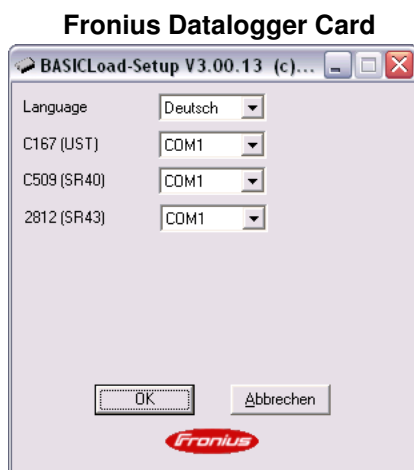 Fronius Datalogger Card
BASICLoad-Setup V3.00.13 (c)...
Language Deutsch
C167 (UST) COM1
C509 (SR40) COM1
2812 (SR43) COM1
OK Abbrechen
Fronius